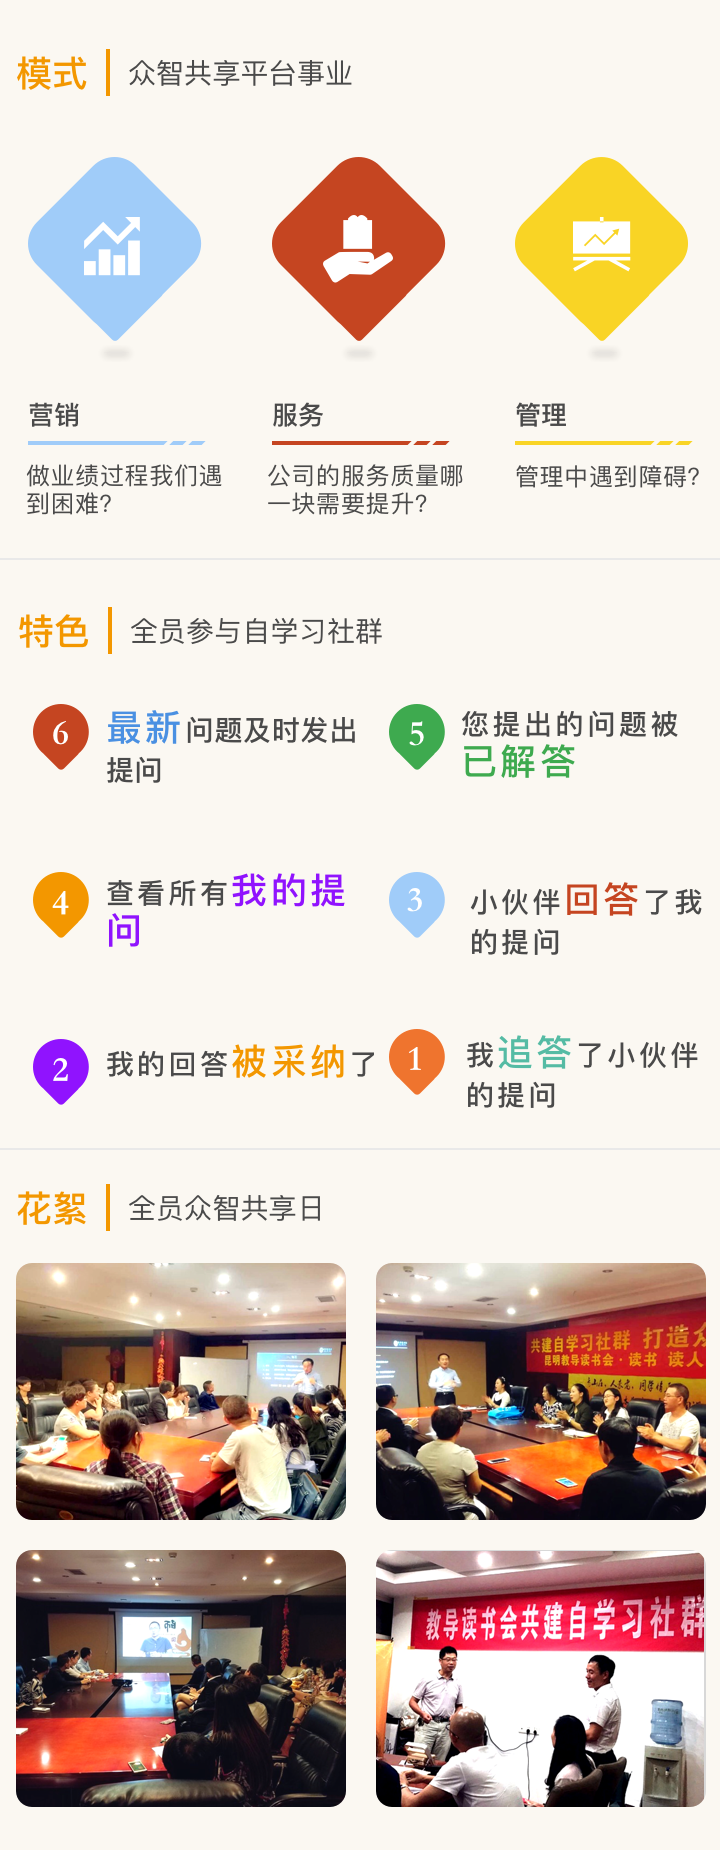 模式
众智共享平台事业
营销
服务
管理
做业绩过程我们遇
到困难?
公司的服务质量哪
一块需要提升?
管理中遇到障碍?
特色
全员参与自学习社群
6
最新问题及时发出
提问
5
您提出的问题被
已解答
4
查看所有我的提
问
3
小伙伴回答了我
的提问
2
我的回答被采纳了
1
我追答了小伙伴
的提问
花絮
全员众智共享日
共建自学习社群 打造众
昆明教导读书会·读书 读人
教导读书会共建自学习社群